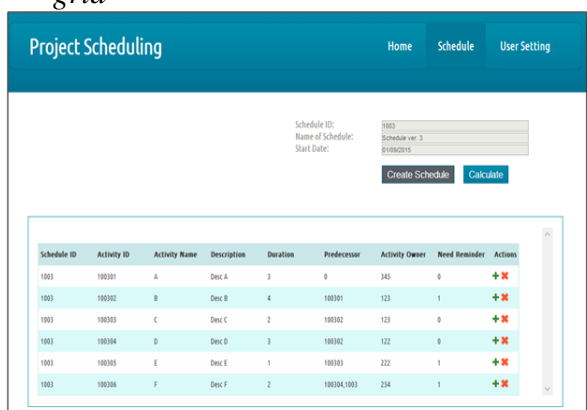 grid
Project Scheduling
Home Schedule User Setting
Schedule ID: 1003
Name of Schedule: Schedule ver. 3
Start Date: 01/09/2015
Create Schedule Calculate
Schedule ID Activity ID Activity Name Description Duration Predecessor Activity Owner Need Reminder Actions
1003 100301 A Desc A 3 0 345 0
1003 100302 B Desc B 4 100301 123 1
1003 100303 C Desc C 2 100302 123 0
1003 100304 D Desc D 3 100302 122 0
1003 100305 E Desc E 1 100303 222 1
1003 100306 F Desc F 2 100304,1003 234 1